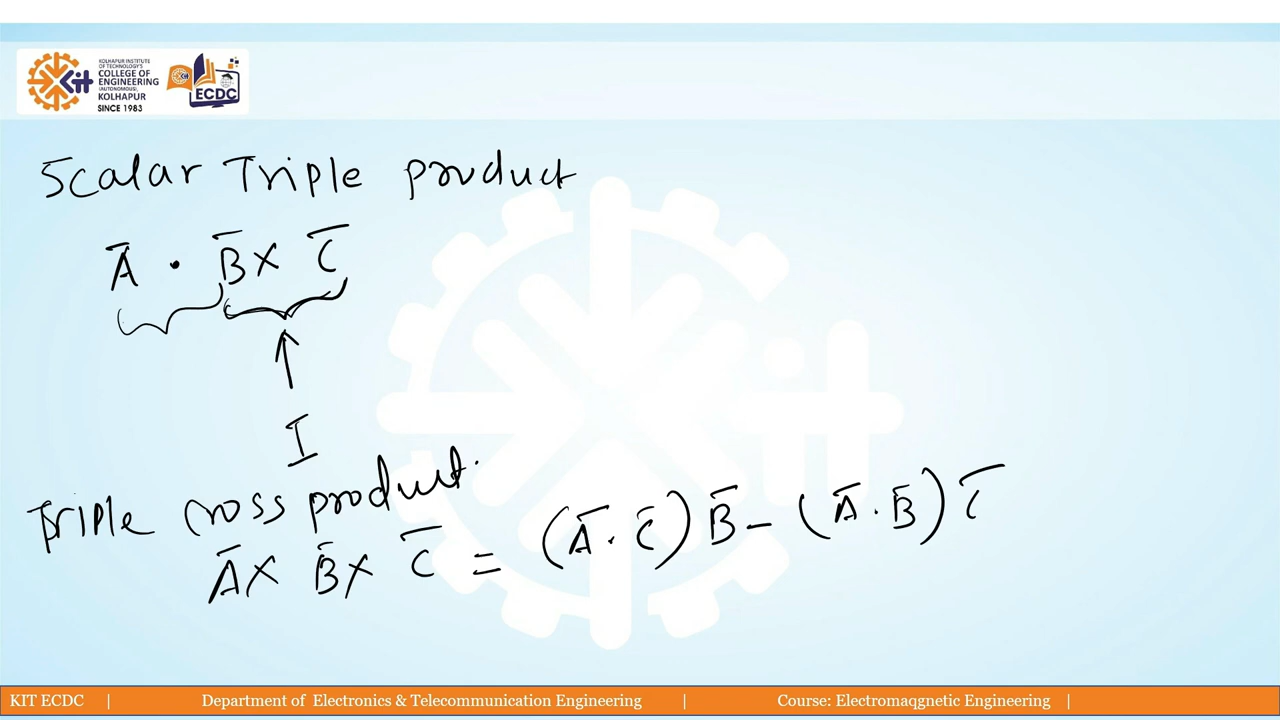 KOLHAPUR INSTITUTE
OF TECHNOLOGY'S
COLLEGE OF
ENGINEERING
(AUTONOMOUS),
KOLHAPUR
SINCE 1983
Kit
ECDC
Scalar Triple product
A̅ · B̅ × C̅
I
Triple cross product.
A̅ × B̅ × C̅ = (A̅ · C̅) B̅ − (A̅ · B̅) C̅
KIT ECDC | Department of Electronics & Telecommunication Engineering | Course: Electromaqgnetic Engineering |